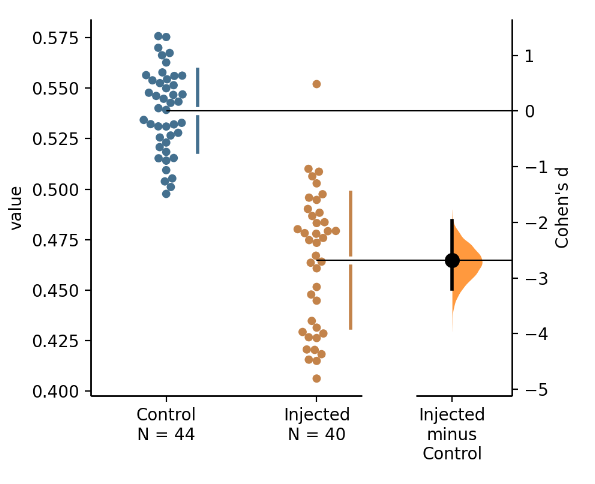 0.575
0.550
0.525
0.500
0.475
0.450
0.425
0.400
value
Control
N = 44
Injected
N = 40
1
0
−1
−2
−3
−4
−5
Cohen's d
Injected
minus
Control